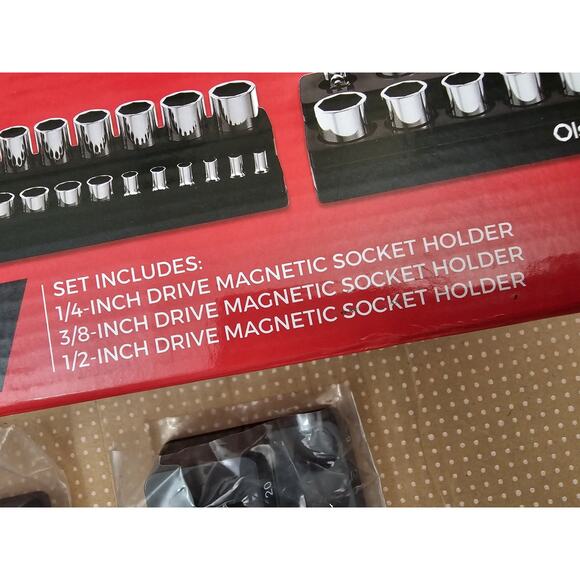 SET INCLUDES:
1/4-INCH DRIVE MAGNETIC SOCKET HOLDER
3/8-INCH DRIVE MAGNETIC SOCKET HOLDER
1/2-INCH DRIVE MAGNETIC SOCKET HOLDER
20